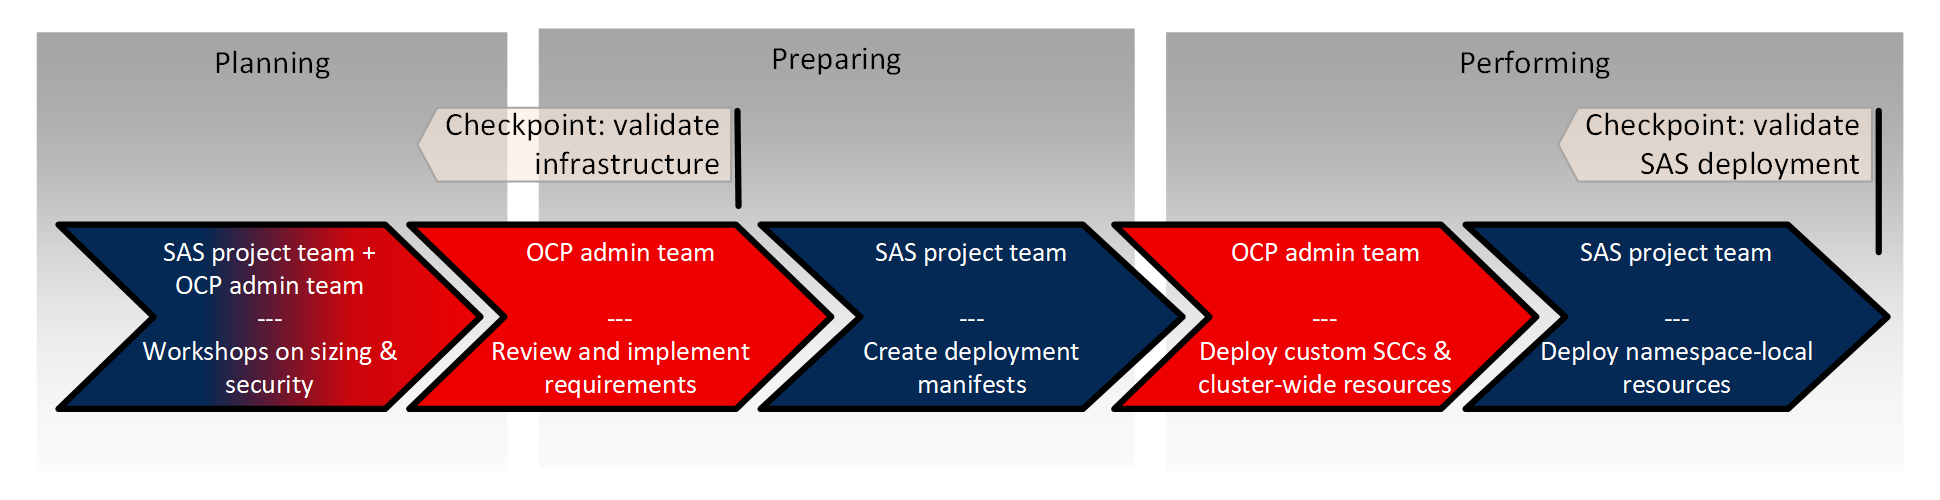 Planning
Preparing
Performing
Checkpoint: validate
infrastructure
Checkpoint: validate
SAS deployment
SAS project team +
OCP admin team
---
Workshops on sizing &
security
OCP admin team
---
Review and implement
requirements
SAS project team
---
Create deployment
manifests
OCP admin team
---
Deploy custom SCCs &
cluster-wide resources
SAS project team
---
Deploy namespace-local
resources